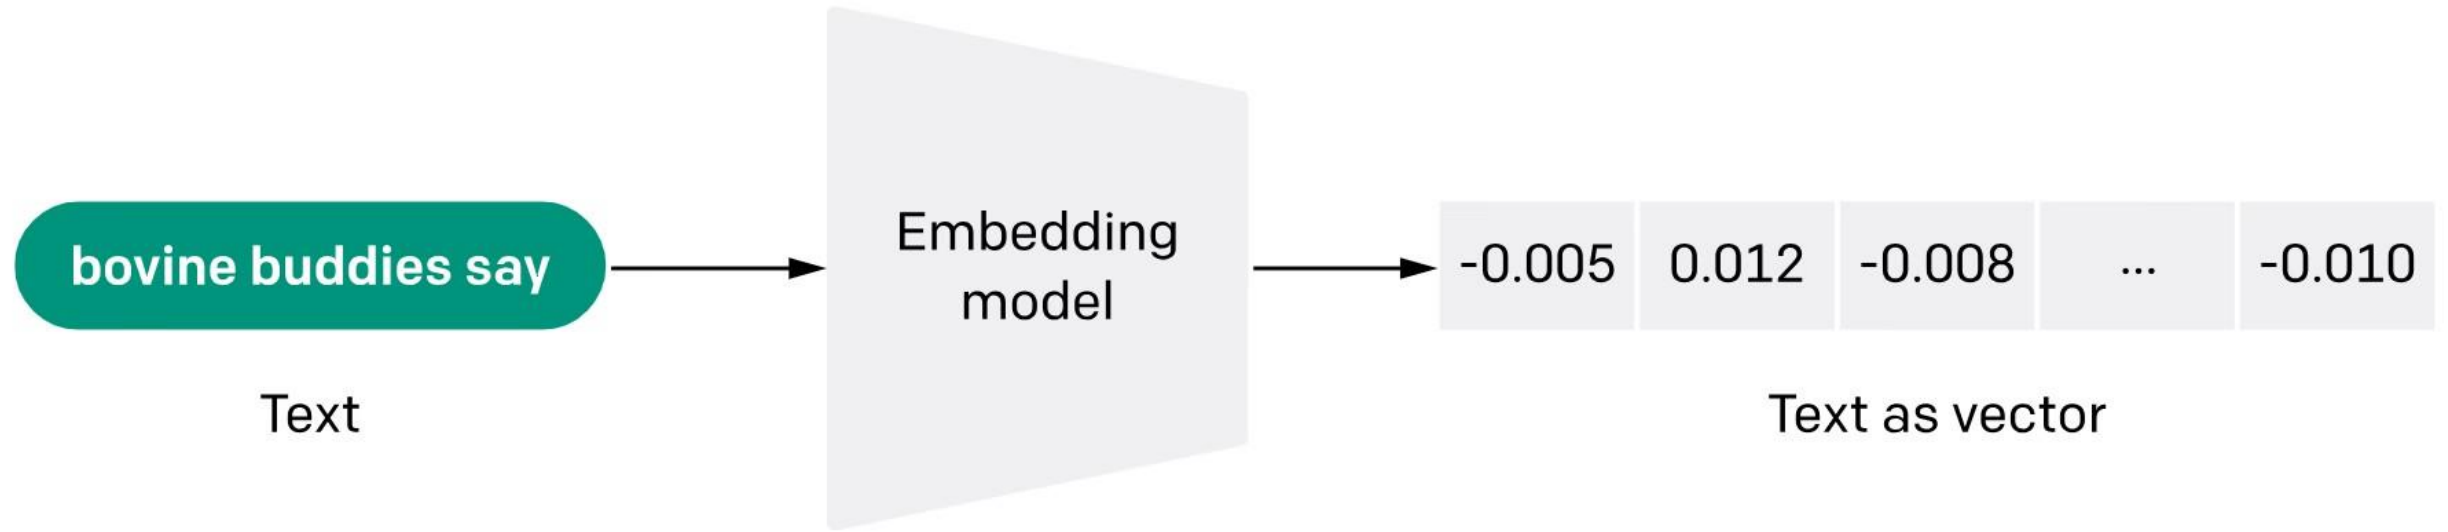 bovine buddies say
Text
Embedding
model
-0.005 0.012 -0.008 ... -0.010
Text as vector